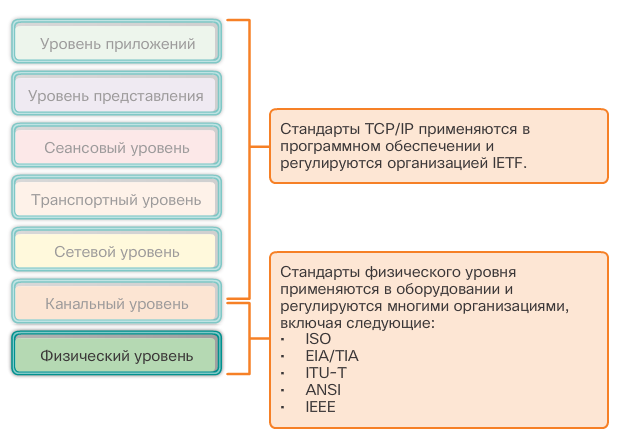 Уровень приложений
Уровень представления
Сеансовый уровень
Транспортный уровень
Сетевой уровень
Канальный уровень
Физический уровень
Стандарты TCP/IP применяются в
программном обеспечении и
регулируются организацией IETF.
Стандарты физического уровня
применяются в оборудовании и
регулируются многими организациями,
включая следующие:
• ISO
• EIA/TIA
• ITU-T
• ANSI
• IEEE